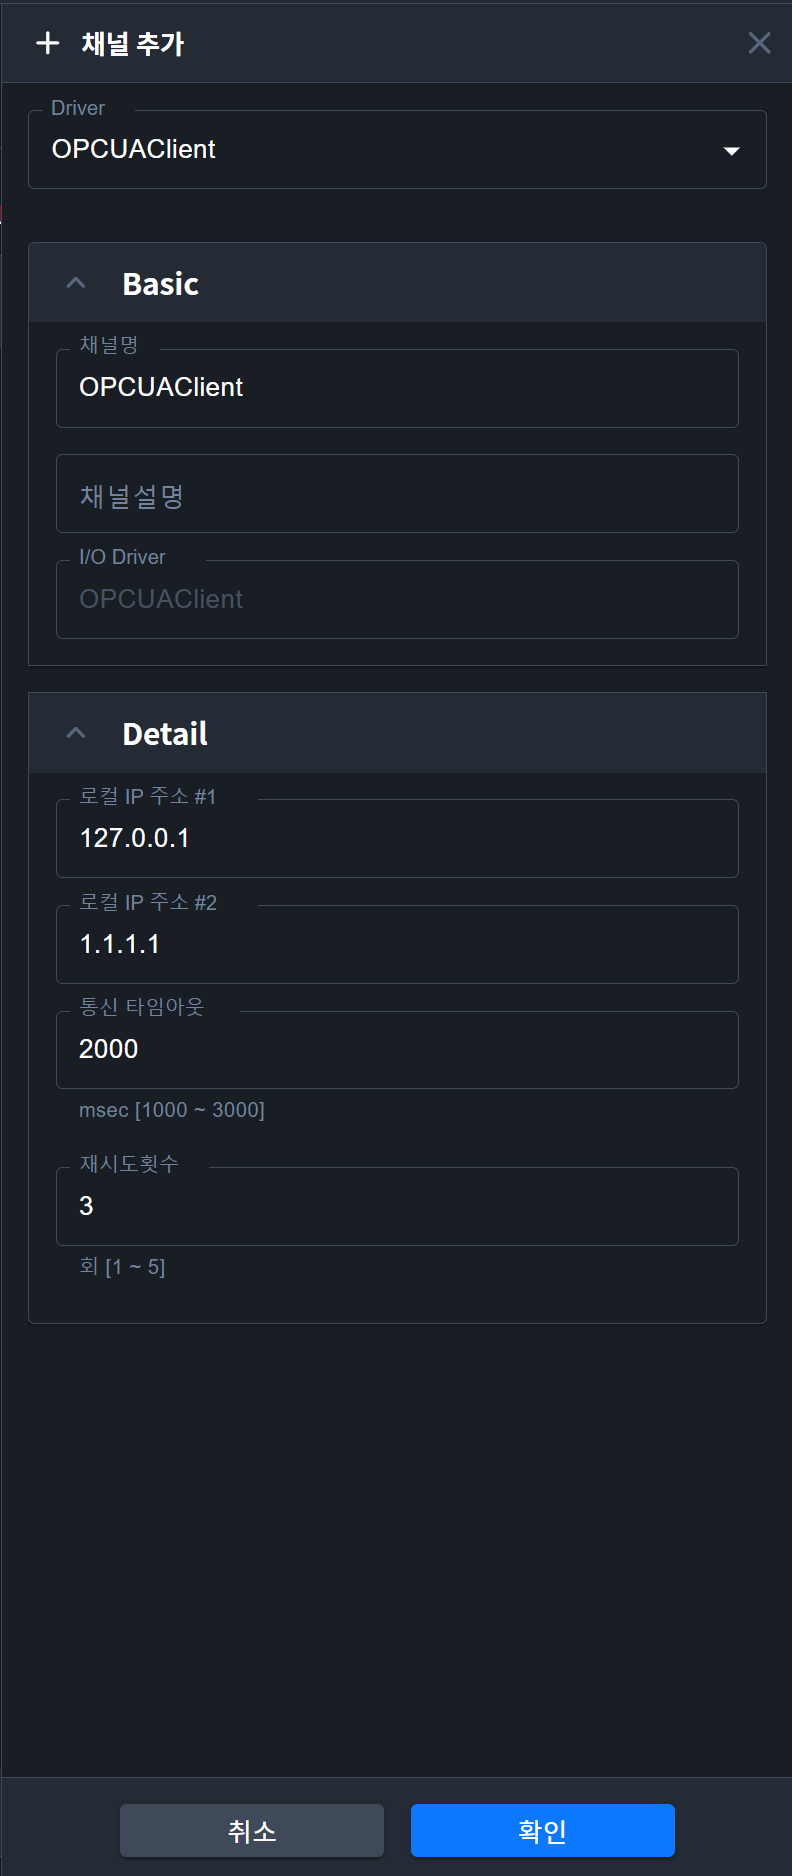 채널 추가
Driver
OPCUAClient
Basic
채널명
OPCUAClient
채널설명
I/O Driver
OPCUAClient
Detail
로컬 IP 주소 #1
127.0.0.1
로컬 IP 주소 #2
1.1.1.1
통신 타임아웃
2000
msec [1000 ~ 3000]
재시도횟수
3
회 [1 ~ 5]
취소
확인